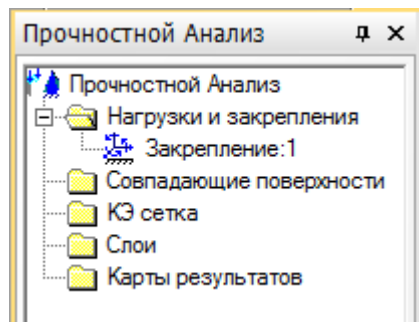 Прочностной Анализ
Прочностной Анализ
Нагрузки и закрепления
Закрепление:1
Совпадающие поверхности
КЭ сетка
Слои
Карты результатов